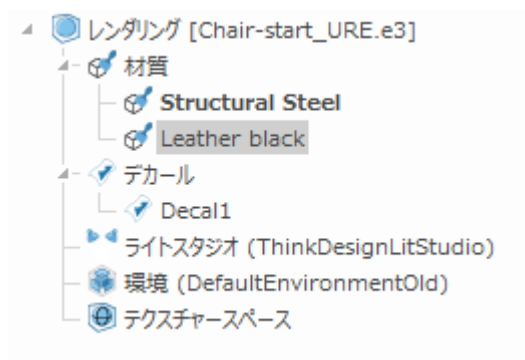 レンダリング [Chair-start_URE.e3]
材質
Structural Steel
Leather black
デカール
Decal1
ライトスタジオ (ThinkDesignLitStudio)
環境 (DefaultEnvironmentOld)
テクスチャースペース